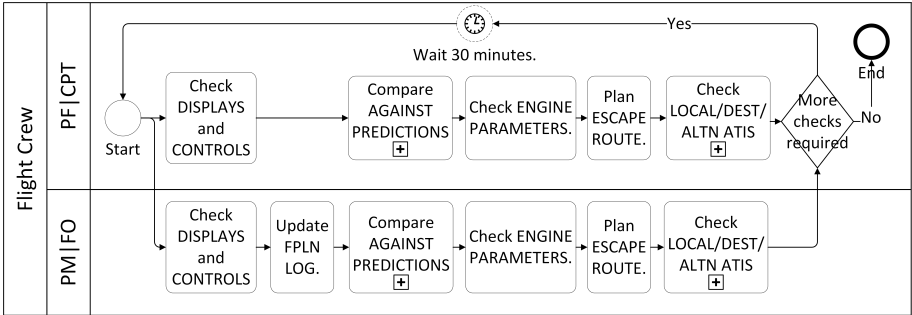 Flight Crew
PF|CPT
Yes
Wait 30 minutes.
End
Start
Check
DISPLAYS
and
CONTROLS
Compare
AGAINST
PREDICTIONS
Check ENGINE
PARAMETERS.
Plan
ESCAPE
ROUTE.
Check
LOCAL/DEST/
ALTN ATIS
More
checks
required
No
PM|FO
Check
DISPLAYS
and
CONTROLS
Update
FPLN
LOG.
Compare
AGAINST
PREDICTIONS
Check ENGINE
PARAMETERS.
Plan
ESCAPE
ROUTE.
Check
LOCAL/DEST/
ALTN ATIS